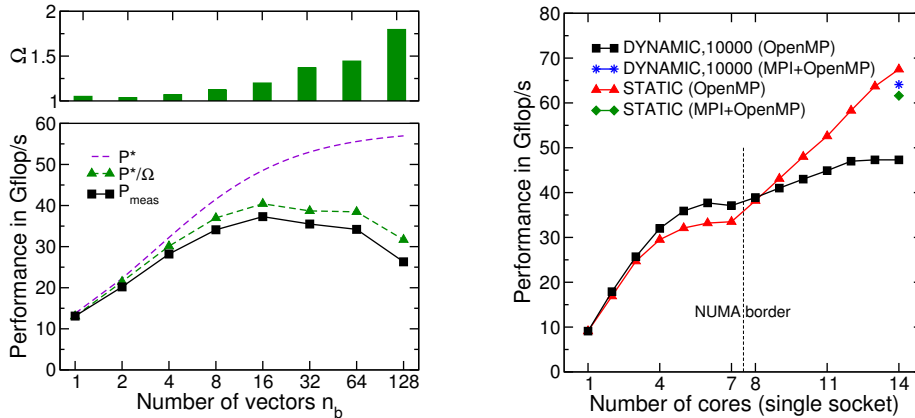 2
1.5
1
Ω
60
50
40
30
20
10
0
Performance in Gflop/s
P*
P*/Ω
P_meas
1 2 4 8 16 32 64 128
Number of vectors n_b
80
70
60
50
40
30
20
10
0
Performance in Gflop/s
DYNAMIC,10000 (OpenMP)
DYNAMIC,10000 (MPI+OpenMP)
STATIC (OpenMP)
STATIC (MPI+OpenMP)
NUMA border
1 4 7 8 11 14
Number of cores (single socket)